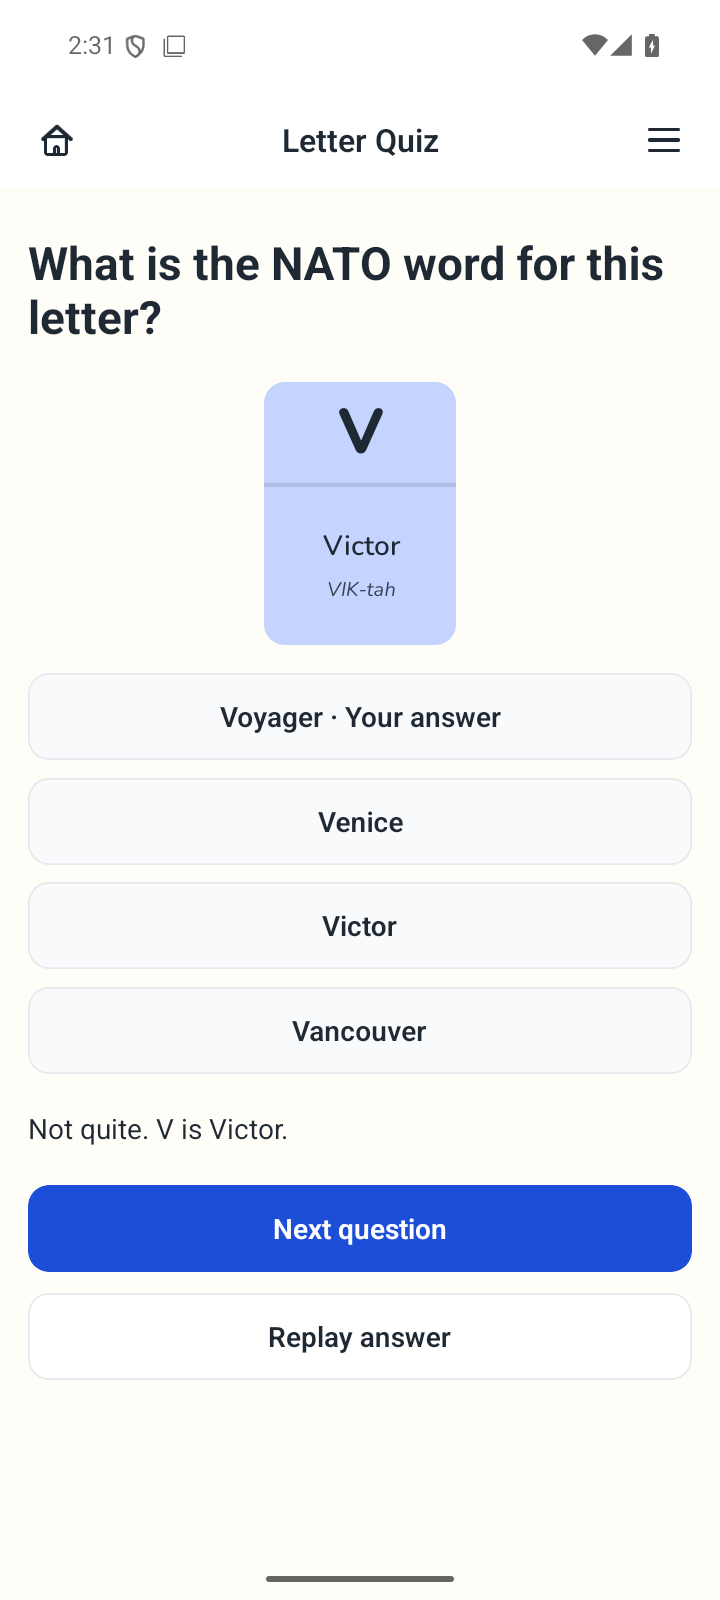 2:31
Letter Quiz
What is the NATO word for this
letter?
V
Victor
VIK-tah
Voyager · Your answer
Venice
Victor
Vancouver
Not quite. V is Victor.
Next question
Replay answer